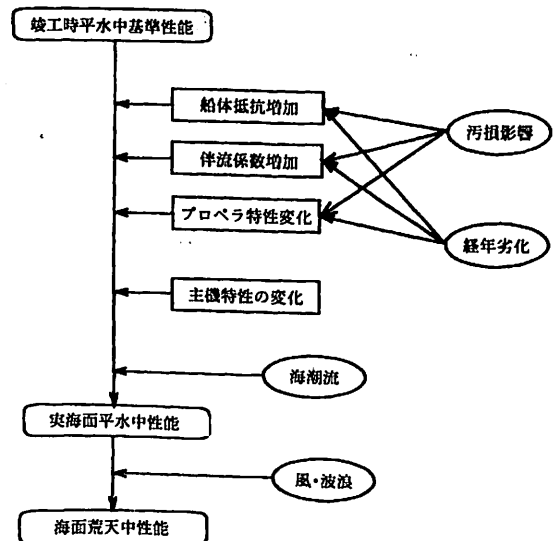 竣工時平水中基準性能
船体抵抗増加
汚損影響
伴流係数増加
プロペラ特性変化
経年劣化
主機特性の変化
海潮流
実海面平水中性能
風・波浪
海面荒天中性能